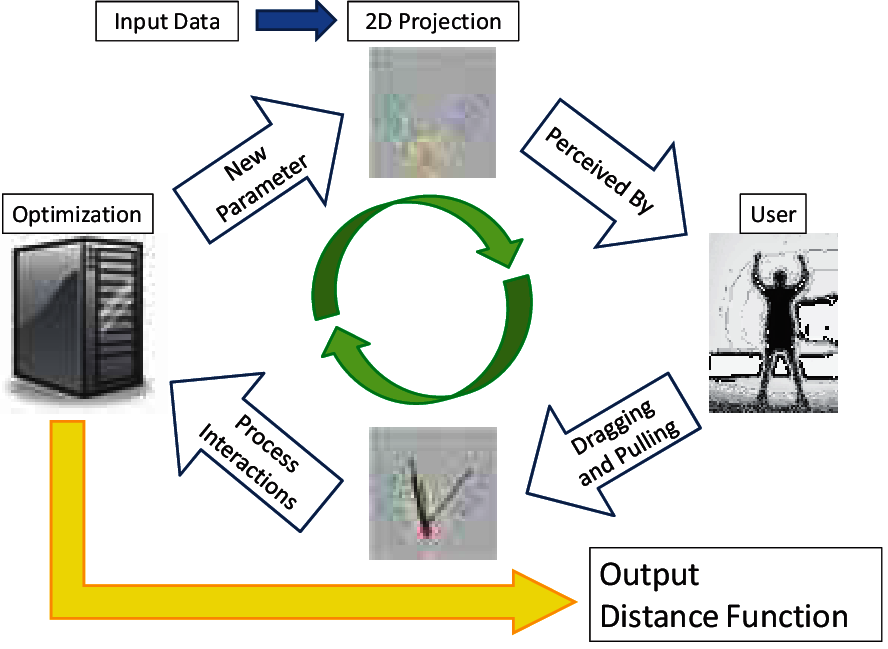 Input Data
2D Projection
New
Parameter
Perceived By
Optimization
User
Dragging
and Pulling
Process
Interactions
Output
Distance Function